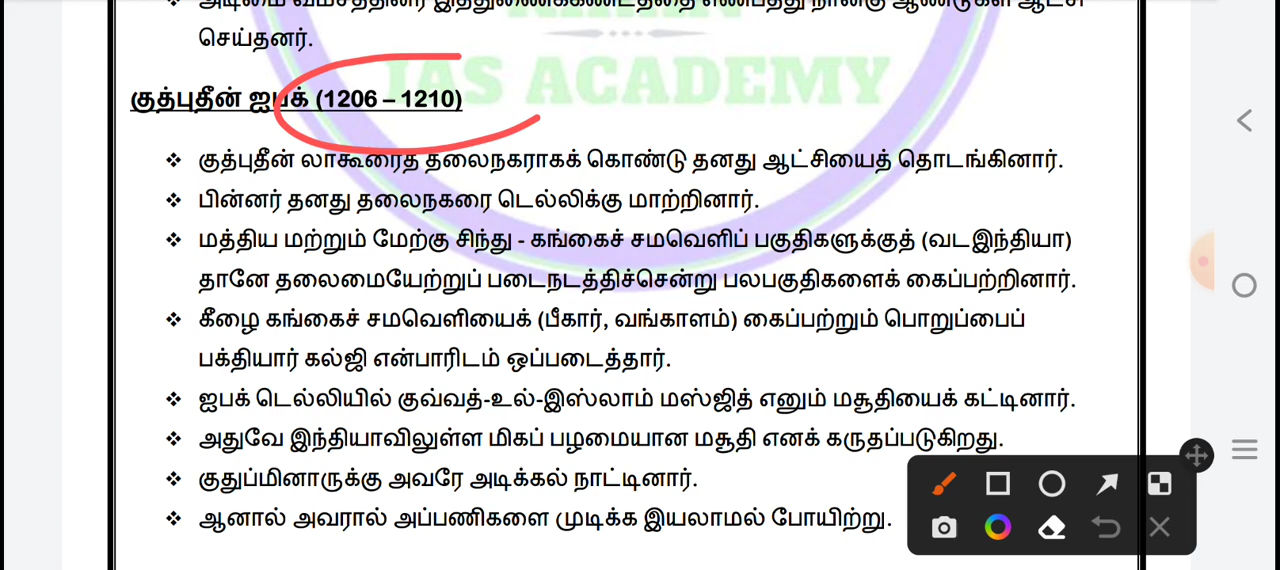 செய்தனர்.
IAS ACADEMY
குத்புதீன் ஐபக் (1206 – 1210)
❖ குத்புதீன் லாகூரைத் தலைநகராகக் கொண்டு தனது ஆட்சியைத் தொடங்கினார்.
❖ பின்னர் தனது தலைநகரை டெல்லிக்கு மாற்றினார்.
❖ மத்திய மற்றும் மேற்கு சிந்து - கங்கைச் சமவெளிப் பகுதிகளுக்குத் (வடஇந்தியா)
தானே தலைமையேற்றுப் படைநடத்திச்சென்று பலபகுதிகளைக் கைப்பற்றினார்.
❖ கீழை கங்கைச் சமவெளியைக் (பீகார், வங்காளம்) கைப்பற்றும் பொறுப்பைப்
பக்தியார் கல்ஜி என்பாரிடம் ஒப்படைத்தார்.
❖ ஐபக் டெல்லியில் குவ்வத்-உல்-இஸ்லாம் மஸ்ஜித் எனும் மசூதியைக் கட்டினார்.
❖ அதுவே இந்தியாவிலுள்ள மிகப் பழமையான மசூதி எனக் கருதப்படுகிறது.
❖ குதுப்மினாருக்கு அவரே அடிக்கல் நாட்டினார்.
❖ ஆனால் அவரால் அப்பணிகளை முடிக்க இயலாமல் போயிற்று.